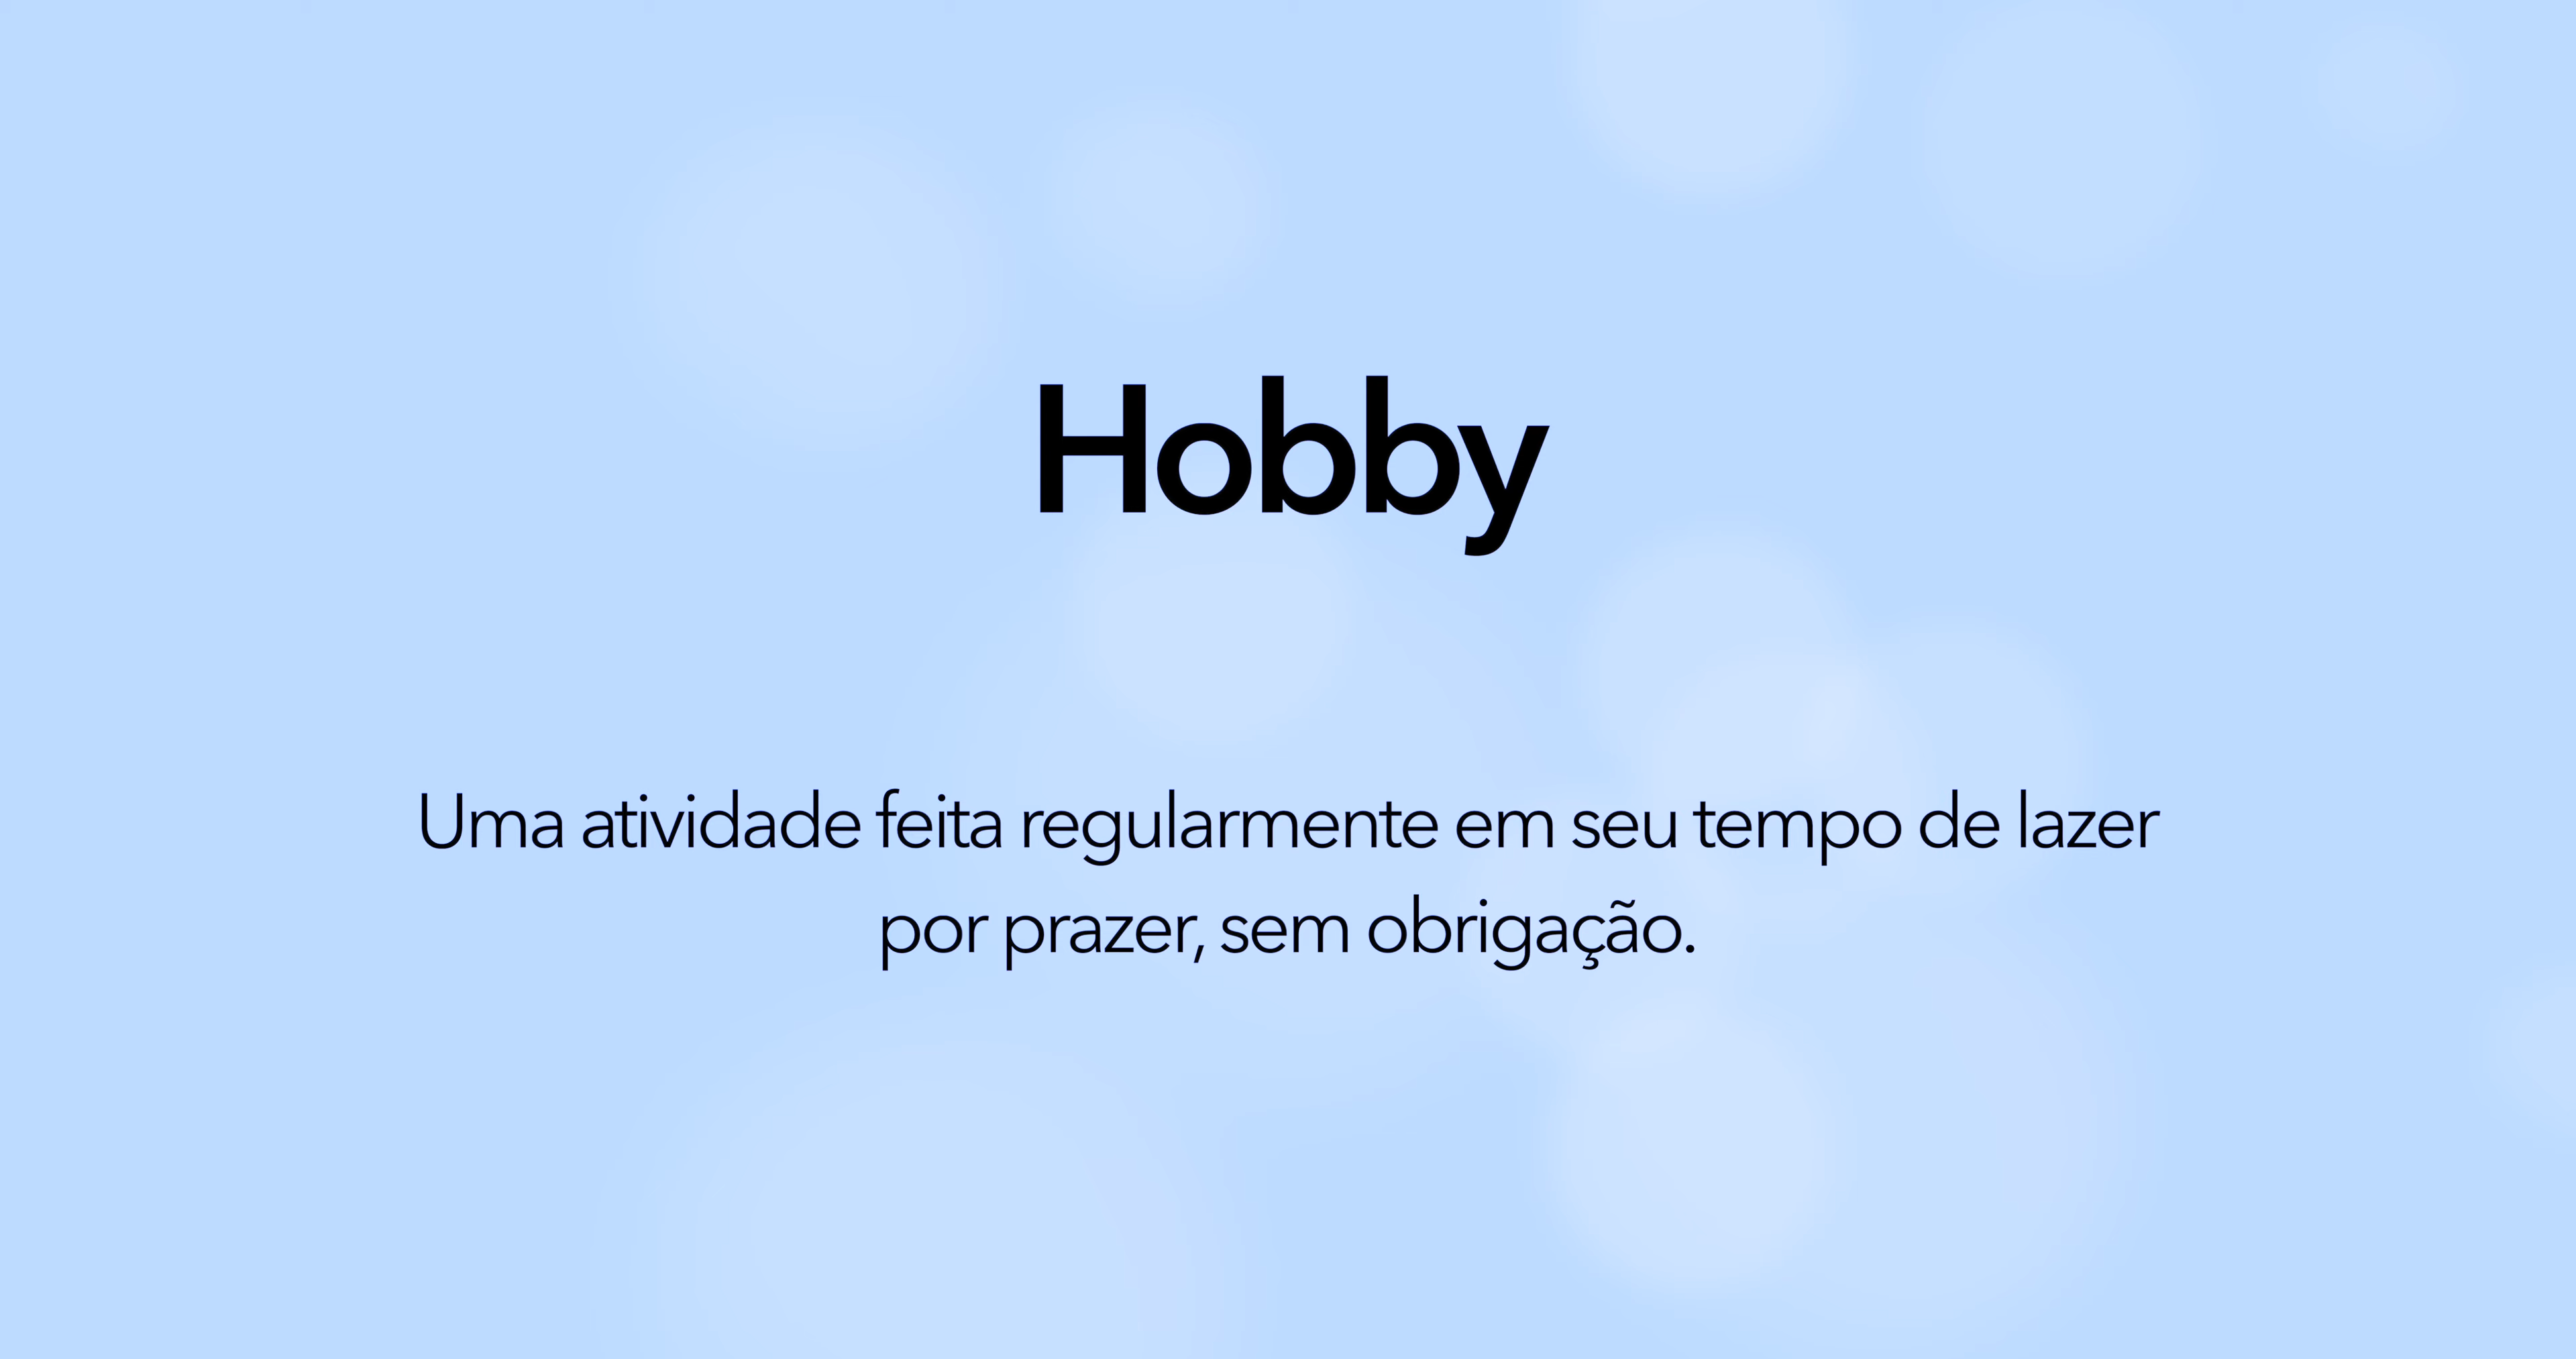 Hobby
Uma atividade feita regularmente em seu tempo de lazer
por prazer, sem obrigação.